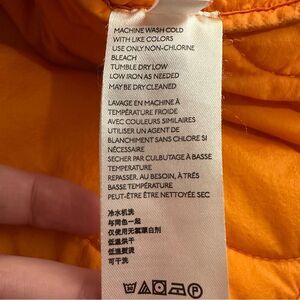 MACHINE WASH COLD
WITH LIKE COLORS
USE ONLY NON-CHLORINE
BLEACH
TUMBLE DRY LOW
LOW IRON AS NEEDED
MAY BE DRY CLEANED
LAVAGE EN MACHINE À
TEMPÉRATURE FROIDE
AVEC COULEURS SIMILAIRES
UTILISER UN AGENT DE
BLANCHIMENT SANS CHLORE SI
NÉCESSAIRE
SECHER PAR CULBUTAGE À BASSE
TEMPERATURE
REPASSER, AU BESOIN, À TRÈS
BASSE TEMPÉRATURE
PEUT-ÊTRE ÊTRE NETTOYÉ SEC
冷水机洗
与同色一起
仅使用无氯漂白剂
低温烘干
低温熨烫
可干洗